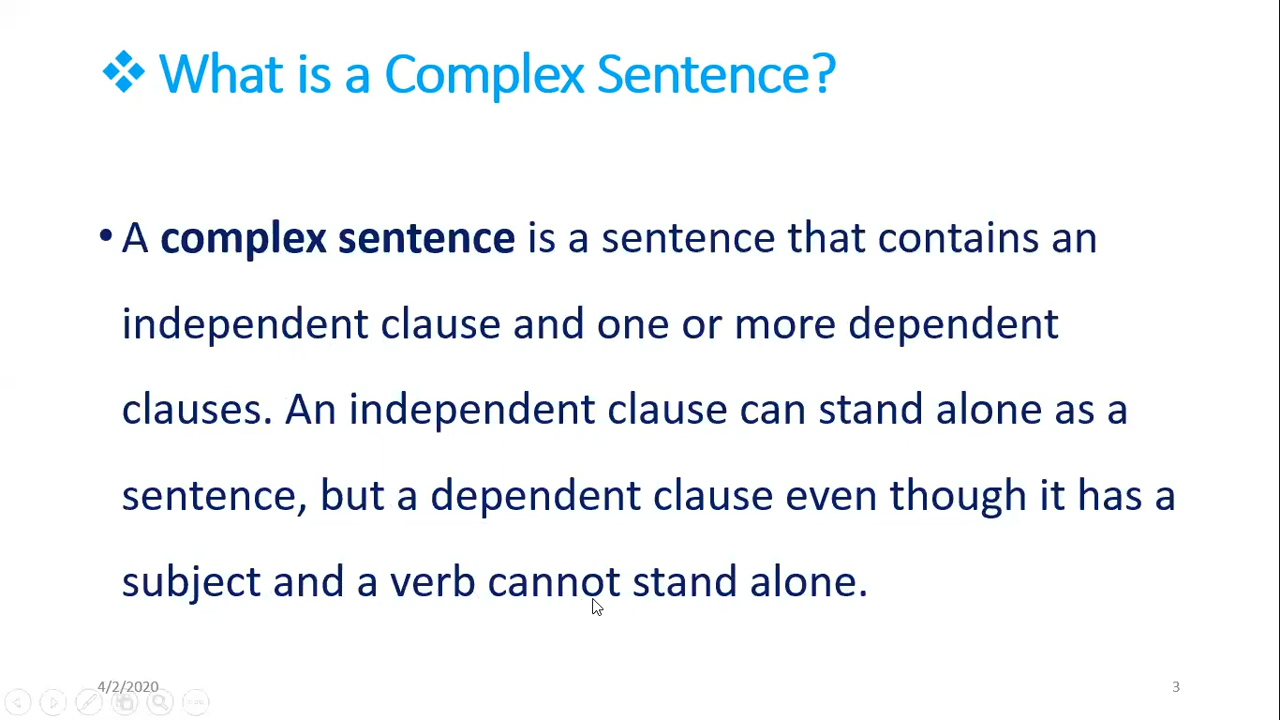 ❖ What is a Complex Sentence?
• A complex sentence is a sentence that contains an
independent clause and one or more dependent
clauses. An independent clause can stand alone as a
sentence, but a dependent clause even though it has a
subject and a verb cannot stand alone.
4/2/2020
3